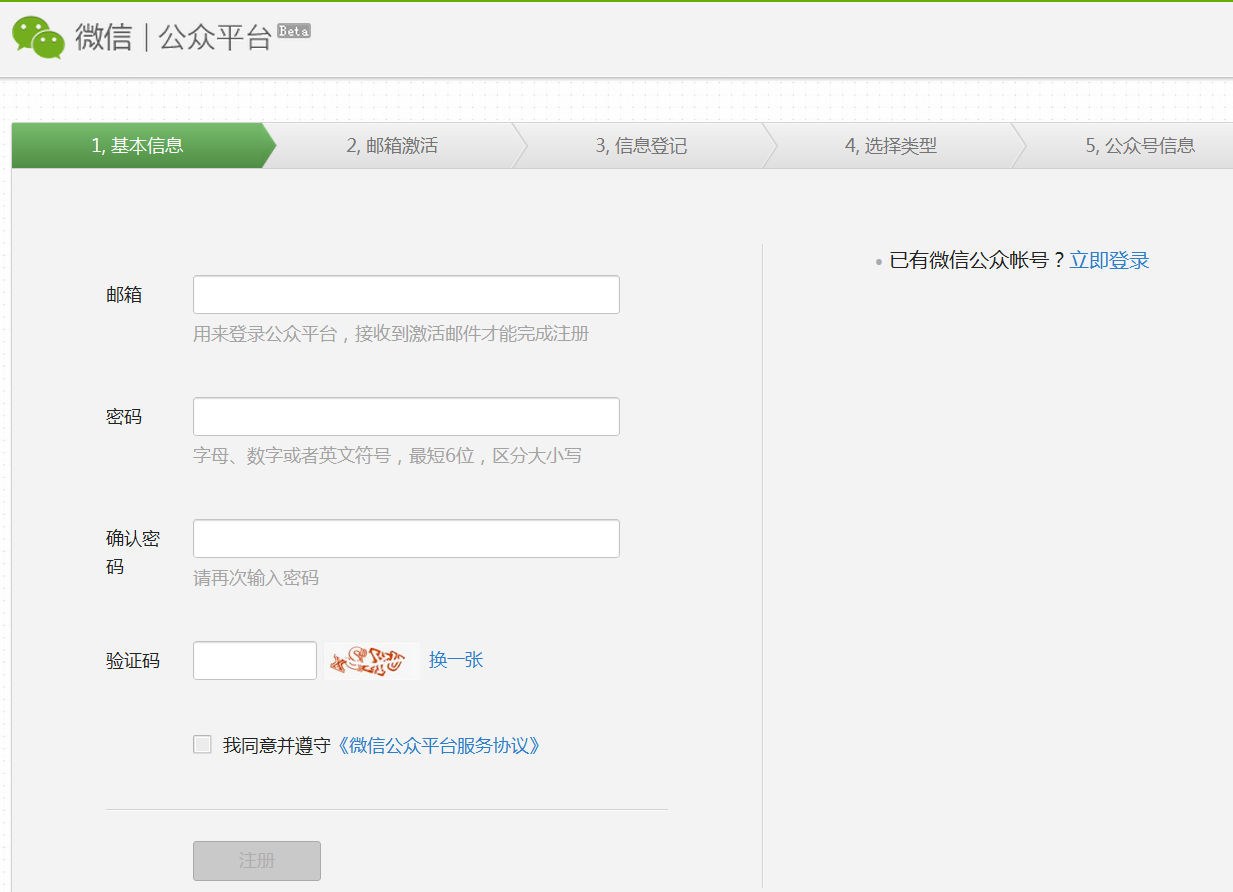 微信 | 公众平台 Beta
1, 基本信息
2, 邮箱激活
3, 信息登记
4, 选择类型
5, 公众号信息
已有微信公众帐号？立即登录
邮箱
用来登录公众平台，接收到激活邮件才能完成注册
密码
字母、数字或者英文符号，最短6位，区分大小写
确认密
码
请再次输入密码
验证码
换一张
我同意并遵守《微信公众平台服务协议》
注册